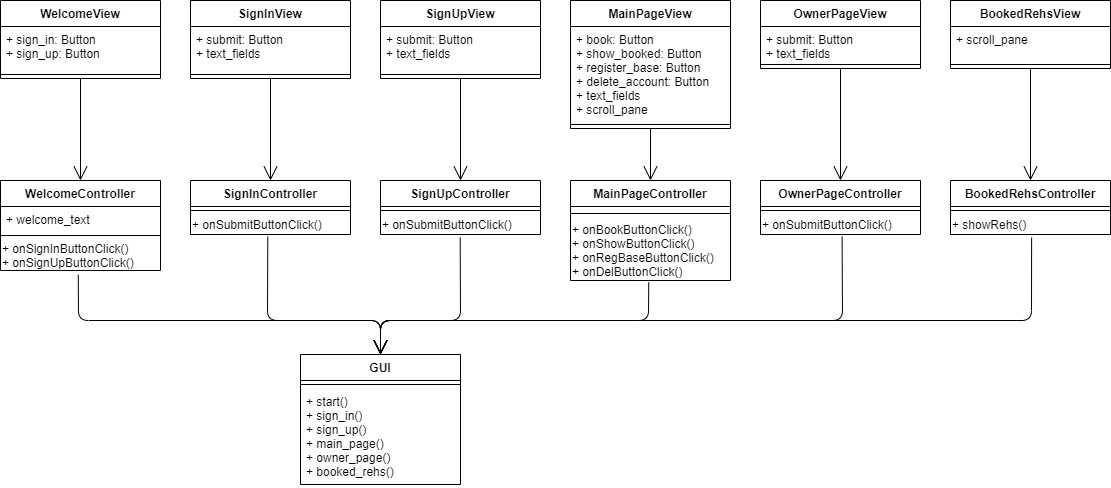 WelcomeView
+ sign_in: Button
+ sign_up: Button
SignInView
+ submit: Button
+ text_fields
SignUpView
+ submit: Button
+ text_fields
MainPageView
+ book: Button
+ show_booked: Button
+ register_base: Button
+ delete_account: Button
+ text_fields
+ scroll_pane
OwnerPageView
+ submit: Button
+ text_fields
BookedRehsView
+ scroll_pane
WelcomeController
+ welcome_text
+ onSignInButtonClick()
+ onSignUpButtonClick()
SignInController
+ onSubmitButtonClick()
SignUpController
+ onSubmitButtonClick()
MainPageController
+ onBookButtonClick()
+ onShowButtonClick()
+ onRegBaseButtonClick()
+ onDelButtonClick()
OwnerPageController
+ onSubmitButtonClick()
BookedRehsController
+ showRehs()
GUI
+ start()
+ sign_in()
+ sign_up()
+ main_page()
+ owner_page()
+ booked_rehs()